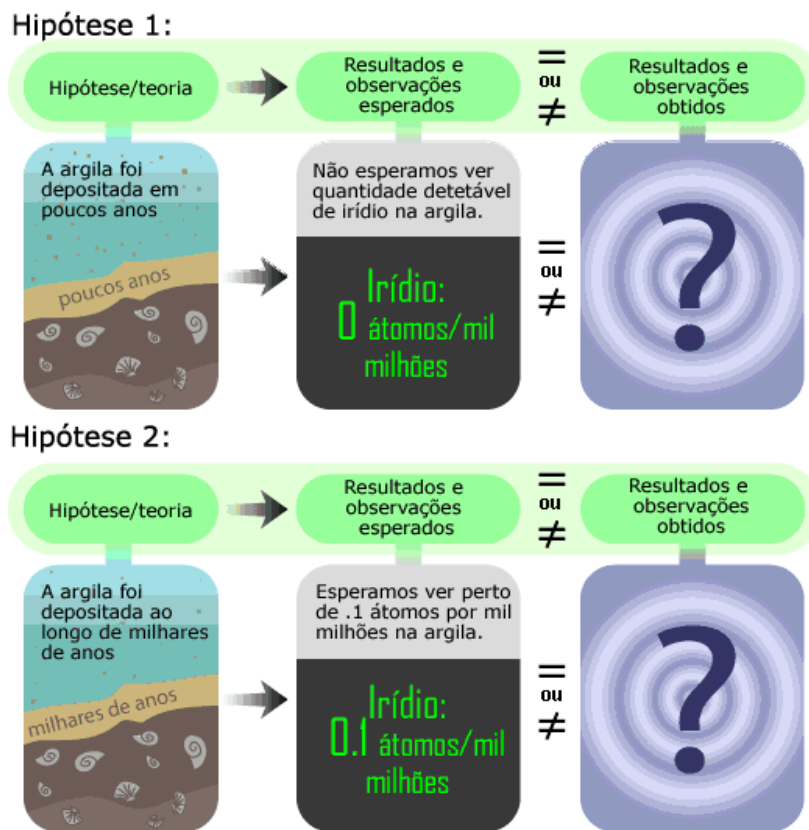 Hipótese 1:
Hipótese/teoria
Resultados e
observações
esperados
=
ou
≠
Resultados e
observações
obtidos
A argila foi
depositada em
poucos anos
poucos anos
Não esperamos ver
quantidade detetável
de irídio na argila.
Irídio:
0 átomos/mil
milhões
=
ou
≠
?
Hipótese 2:
Hipótese/teoria
Resultados e
observações
esperados
=
ou
≠
Resultados e
observações
obtidos
A argila foi
depositada ao
longo de milhares
de anos
milhares de anos
Esperamos ver perto
de .1 átomos por mil
milhões na argila.
Irídio:
0.1 átomos/mil
milhões
=
ou
≠
?